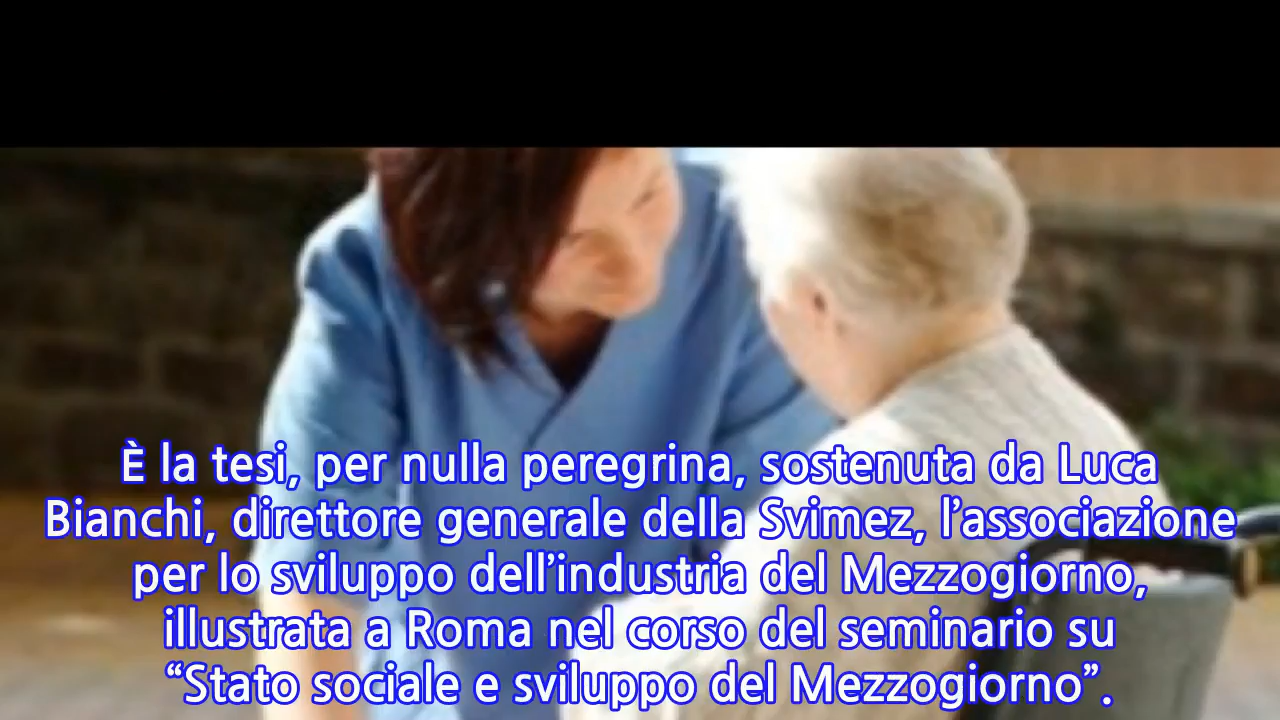 È la tesi, per nulla peregrina, sostenuta da Luca
Bianchi, direttore generale della Svimez, l’associazione
per lo sviluppo dell’industria del Mezzogiorno,
illustrata a Roma nel corso del seminario su
“Stato sociale e sviluppo del Mezzogiorno”.